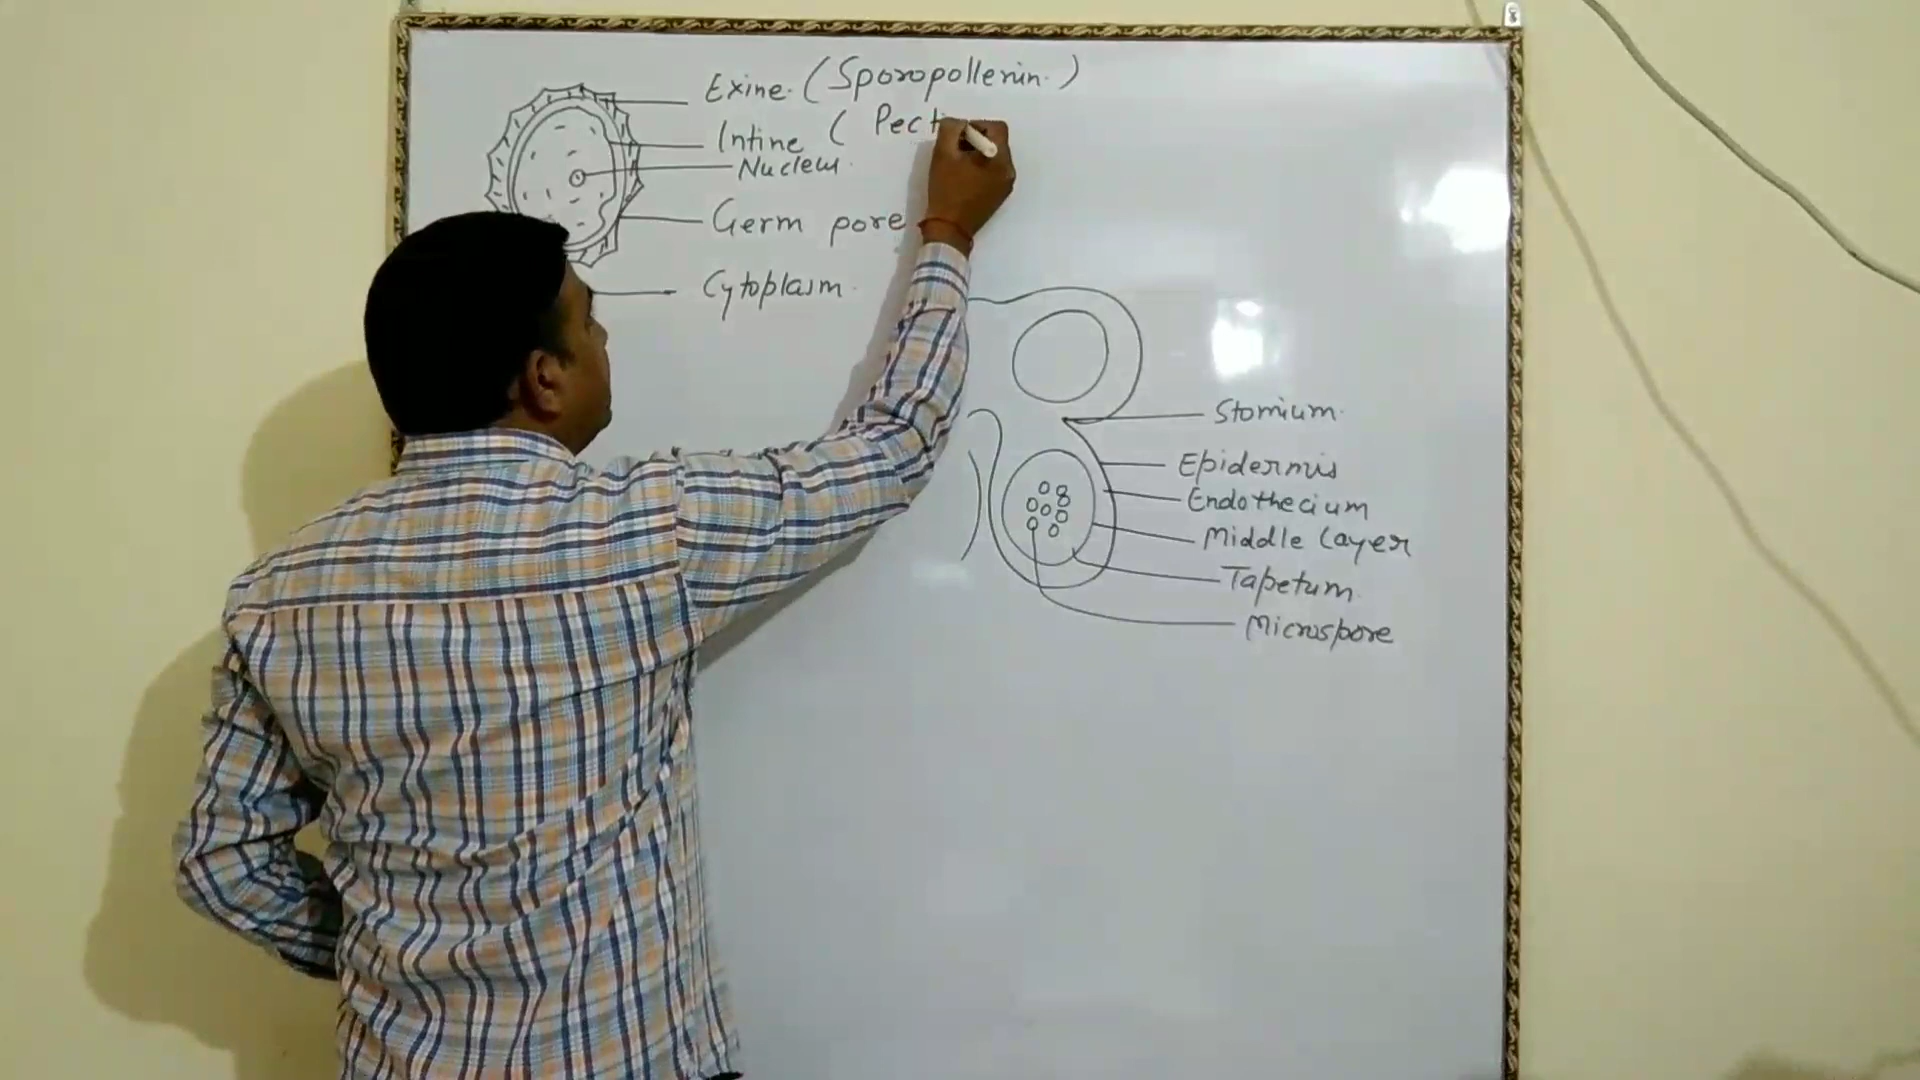 Exine (Sporopollenin)
Intine ( Pect
Nucleus
Germ pore
Cytoplasm
Stomium
Epidermis
Endothecium
Middle Layer
Tapetum
Microspore